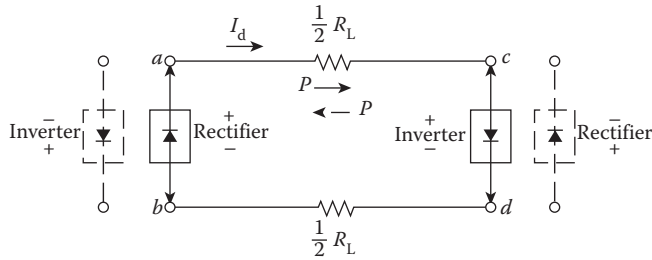 I_d
1/2 R_L
a
c
P
P
− Inverter +
+ Rectifier −
+ Inverter −
− Rectifier +
b
d
1/2 R_L